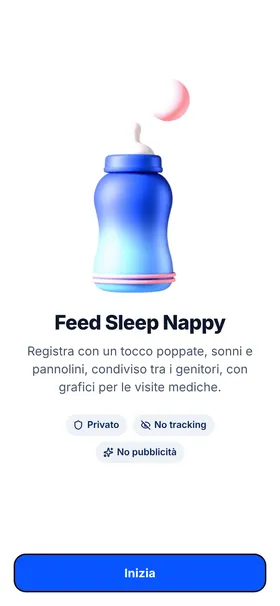 Feed Sleep Nappy
Registra con un tocco poppate, sonni e
pannolini, condiviso tra i genitori, con
grafici per le visite mediche.
Privato
No tracking
No pubblicità
Inizia